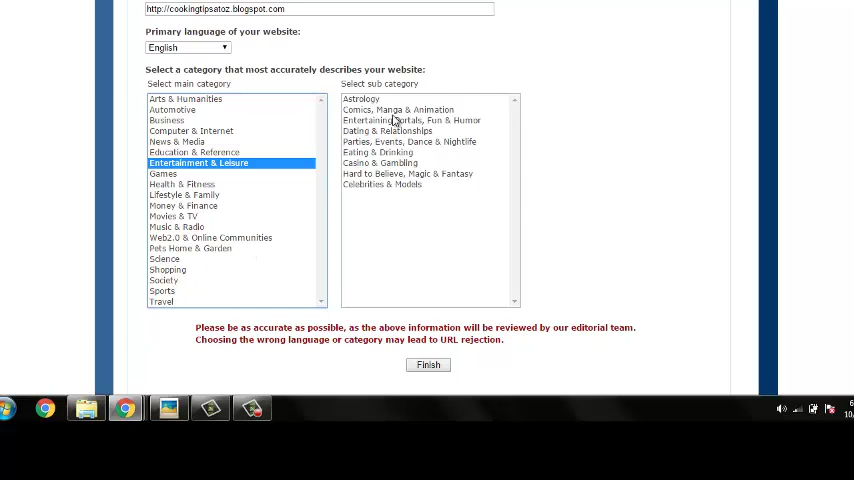 http://cookingtipsatoz.blogspot.com
Primary language of your website:
English
Select a category that most accurately describes your website:
Select main category
Select sub category
Arts & Humanities
Automotive
Business
Computer & Internet
News & Media
Education & Reference
Entertainment & Leisure
Games
Health & Fitness
Lifestyle & Family
Money & Finance
Movies & TV
Music & Radio
Web2.0 & Online Communities
Pets Home & Garden
Science
Shopping
Society
Sports
Travel
Astrology
Comics, Manga & Animation
Entertaining Portals, Fun & Humor
Dating & Relationships
Parties, Events, Dance & Nightlife
Eating & Drinking
Casino & Gambling
Hard to Believe, Magic & Fantasy
Celebrities & Models
Please be as accurate as possible, as the above information will be reviewed by our editorial team.
Choosing the wrong language or category may lead to URL rejection.
Finish